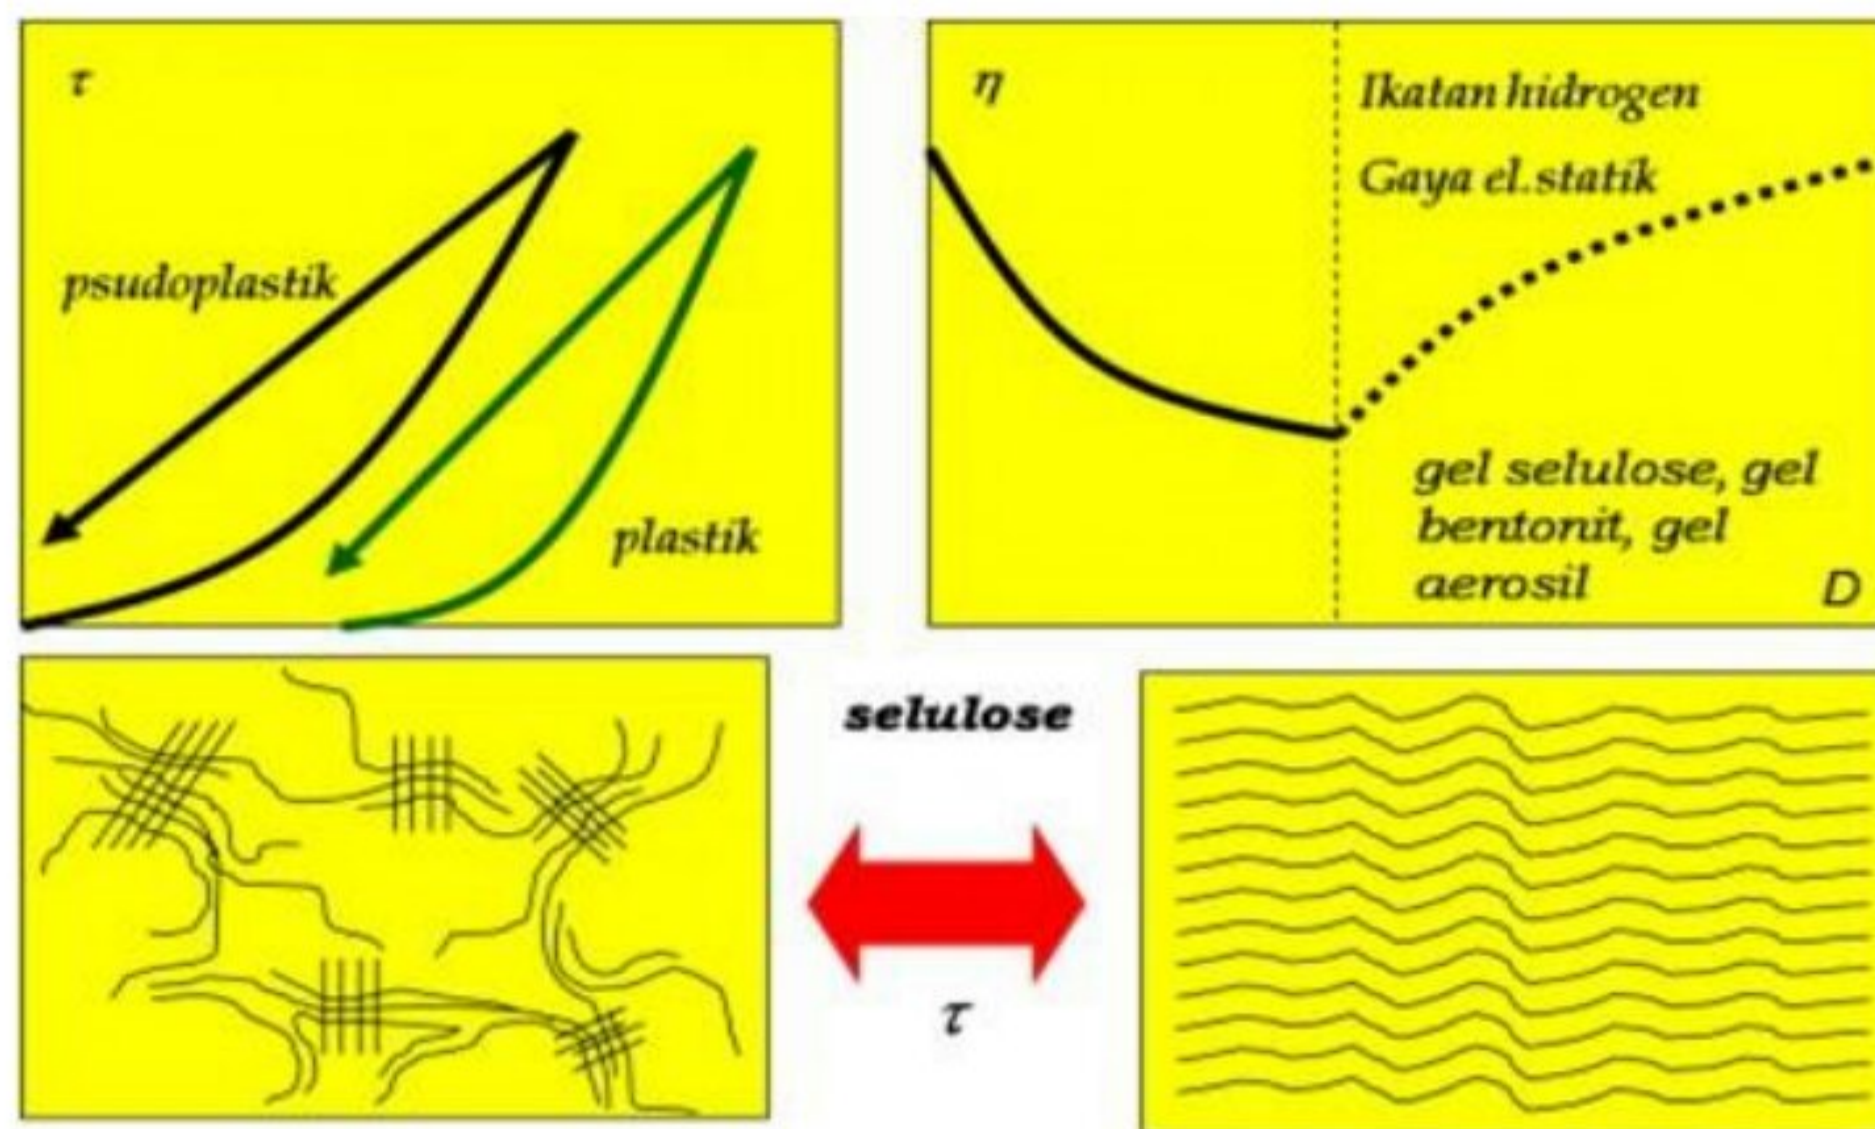 τ
psudoplastik
plastik
η
Ikatan hidrogen
Gaya el.statik
gel selulose, gel
bentonit, gel
aerosil
D
selulose
τ